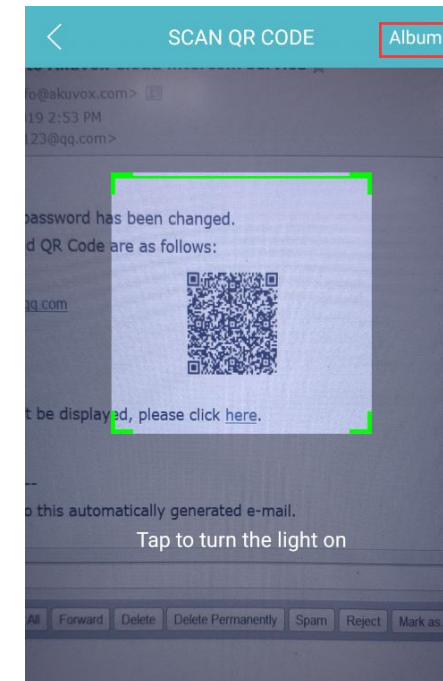 SCAN QR CODE
Album
fo@akuvox.com>
19 2:53 PM
123@qq.com>
password has been changed.
d QR Code are as follows:
qq.com
t be displayed, please click here.
--
o this automatically generated e-mail.
Tap to turn the light on
All Forward Delete Delete Permanently Spam Reject Mark as